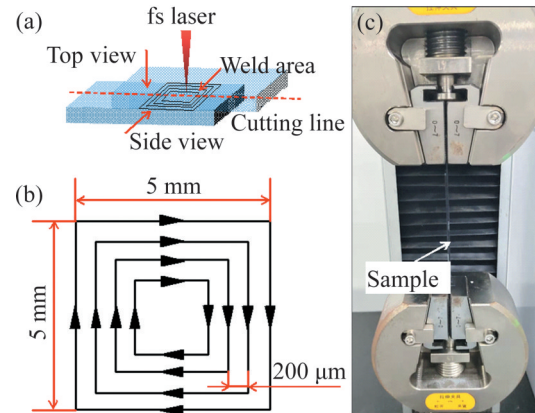 (a)
fs laser
Top view
Weld area
Side view
Cutting line
(b)
5 mm
5 mm
200 μm
(c)
Sample